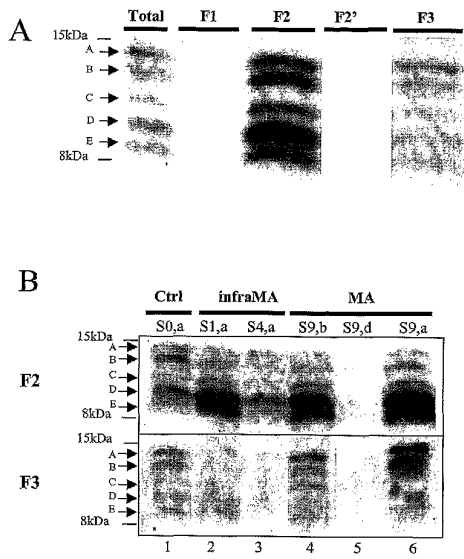 A
Total F1 F2 F2' F3
15kDa
A
B
C
D
E
8kDa
B
Ctrl infraMA MA
S0,a S1,a S4,a S9,b S9,d S9,a
F2
15kDa
A
B
C
D
E
8kDa
F3
15kDa
A
B
C
D
E
8kDa
1 2 3 4 5 6